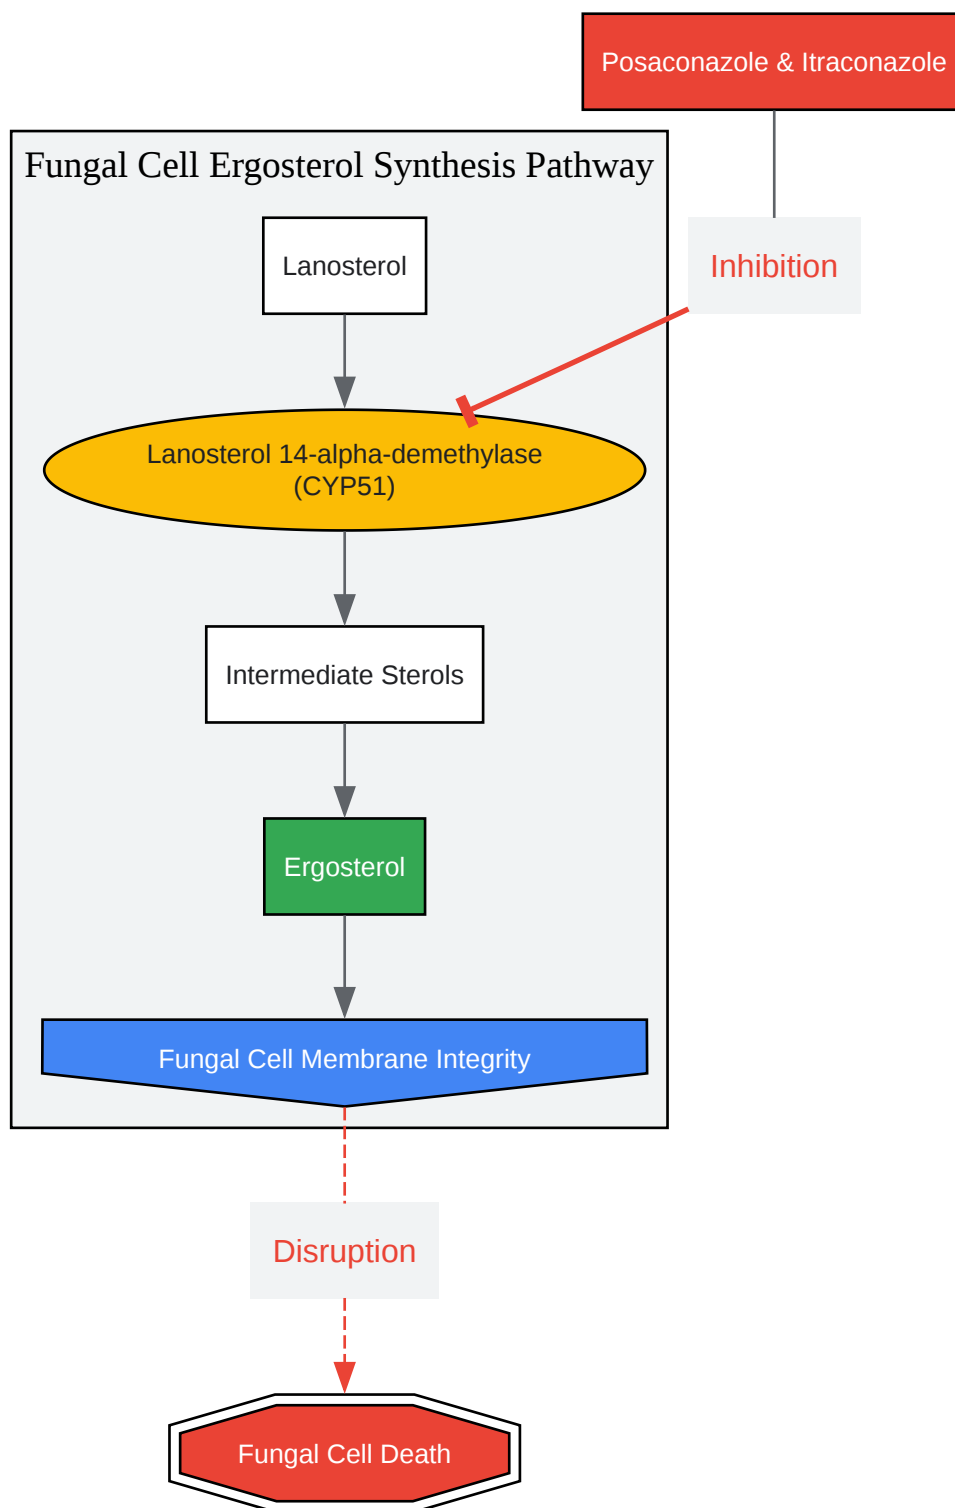 Posaconazole & Itraconazole
Fungal Cell Ergosterol Synthesis Pathway
Lanosterol
Inhibition
Lanosterol 14-alpha-demethylase
(CYP51)
Intermediate Sterols
Ergosterol
Fungal Cell Membrane Integrity
Disruption
Fungal Cell Death